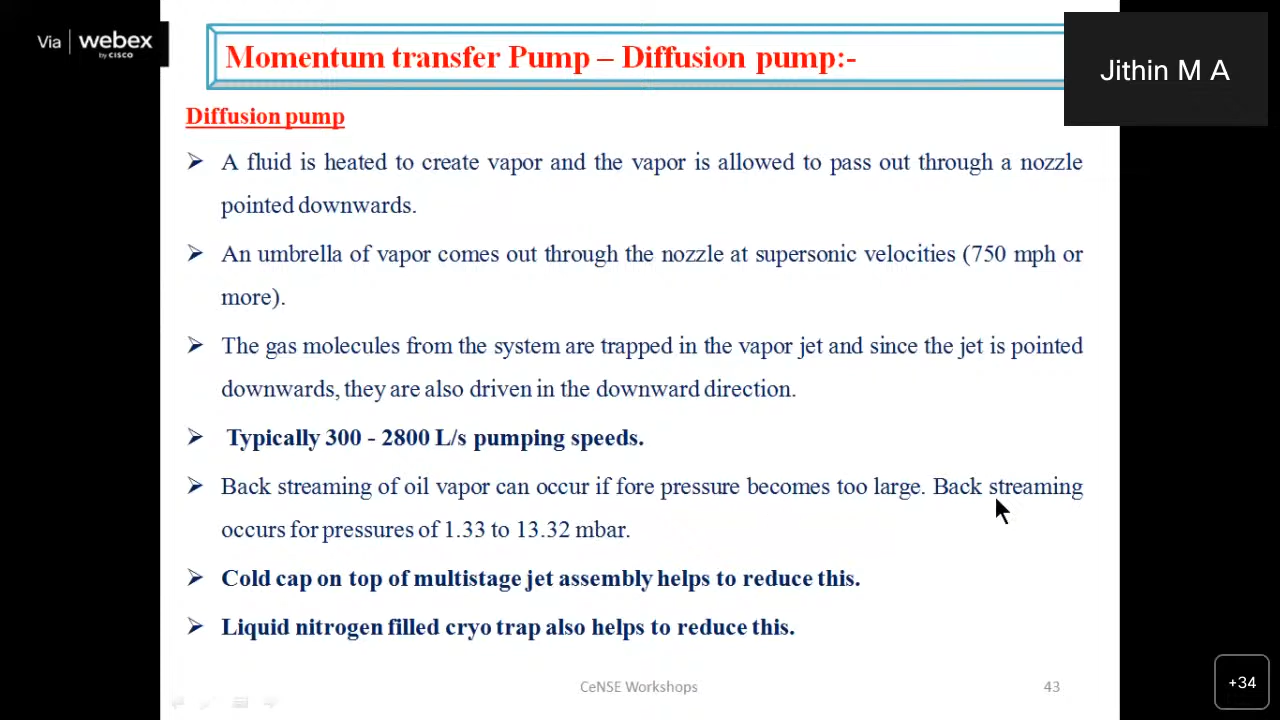 Via | webex
by CISCO
Momentum transfer Pump – Diffusion pump:-
Jithin M A
Diffusion pump
➢ A fluid is heated to create vapor and the vapor is allowed to pass out through a nozzle
pointed downwards.
➢ An umbrella of vapor comes out through the nozzle at supersonic velocities (750 mph or
more).
➢ The gas molecules from the system are trapped in the vapor jet and since the jet is pointed
downwards, they are also driven in the downward direction.
➢ Typically 300 - 2800 L/s pumping speeds.
➢ Back streaming of oil vapor can occur if fore pressure becomes too large. Back streaming
occurs for pressures of 1.33 to 13.32 mbar.
➢ Cold cap on top of multistage jet assembly helps to reduce this.
➢ Liquid nitrogen filled cryo trap also helps to reduce this.
CeNSE Workshops
43
+34